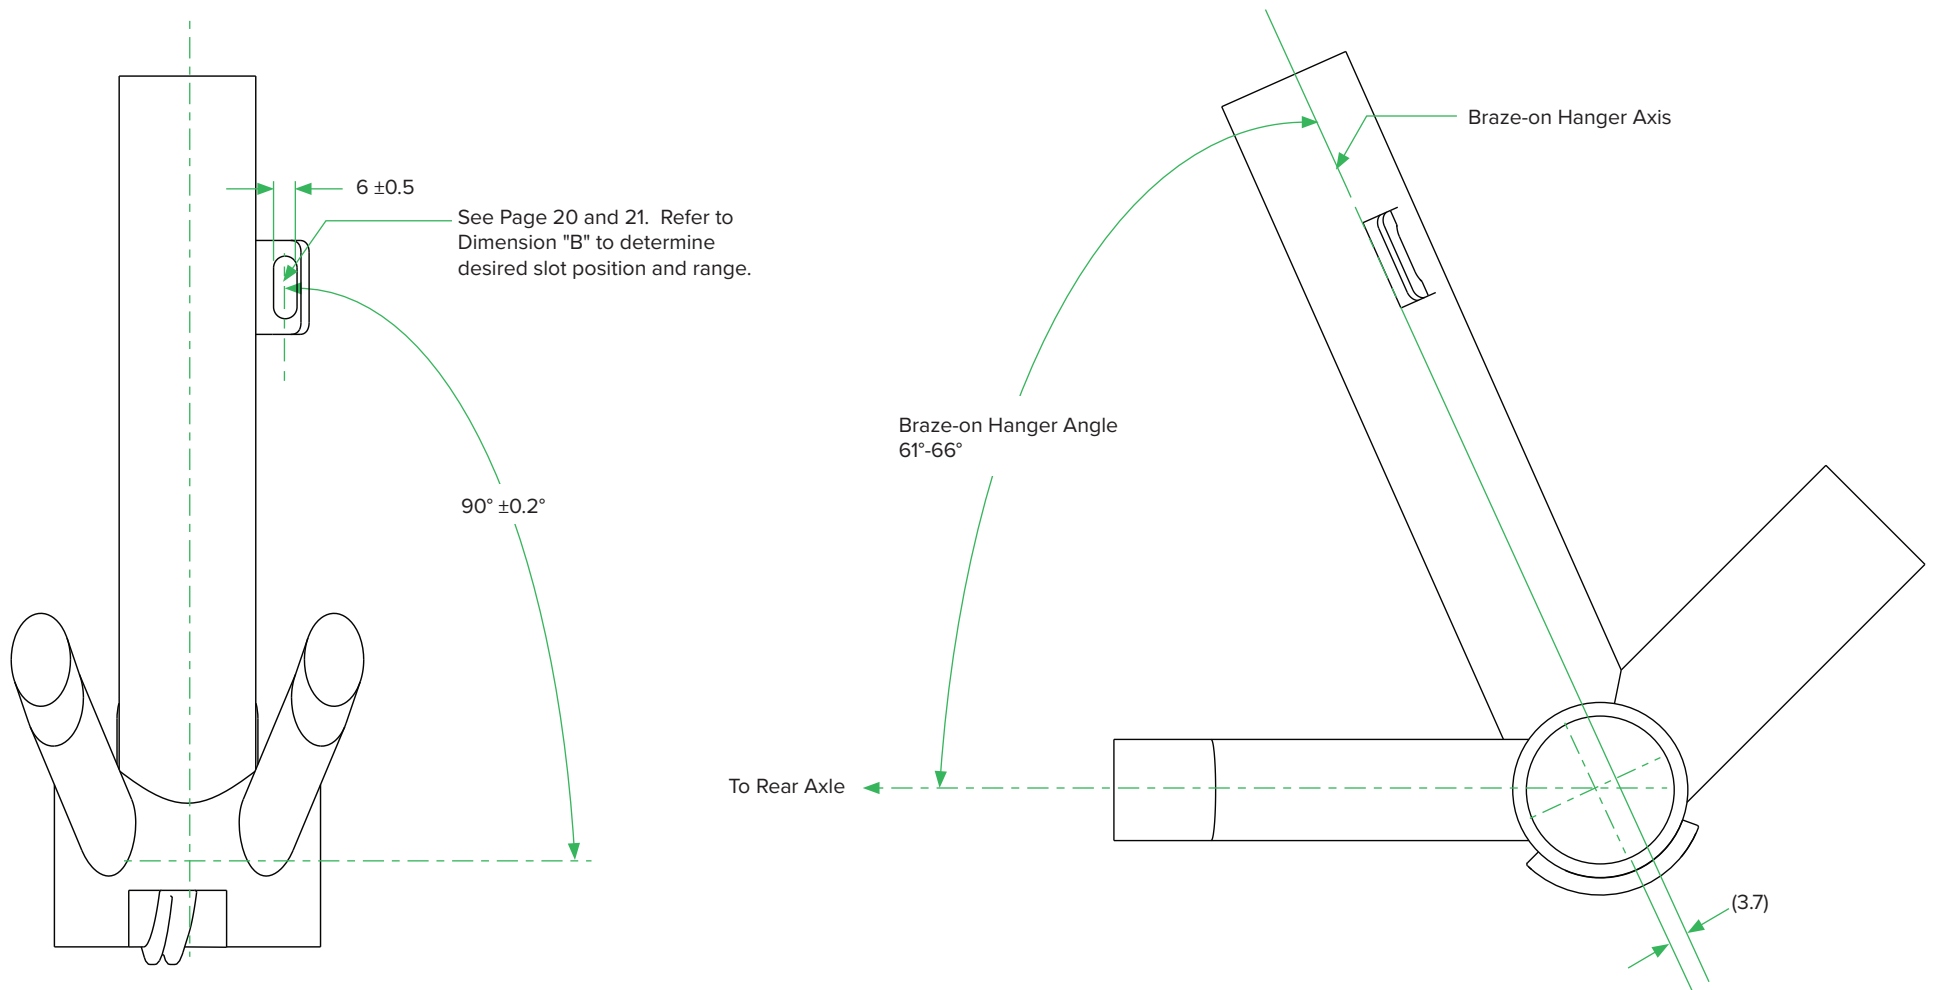 6 ±0.5
See Page 20 and 21.  Refer to
Dimension "B" to determine
desired slot position and range.
90° ±0.2°
Braze-on Hanger Axis
Braze-on Hanger Angle
61°-66°
To Rear Axle
(3.7)